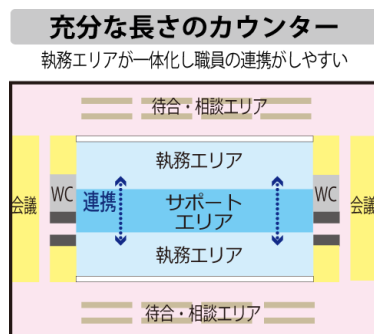 充分な長さのカウンター
執務エリアが一体化し職員の連携がしやすい
待合・相談エリア
執務エリア
会議
WC
連携
サポート
エリア
WC
会議
執務エリア
待合・相談エリア